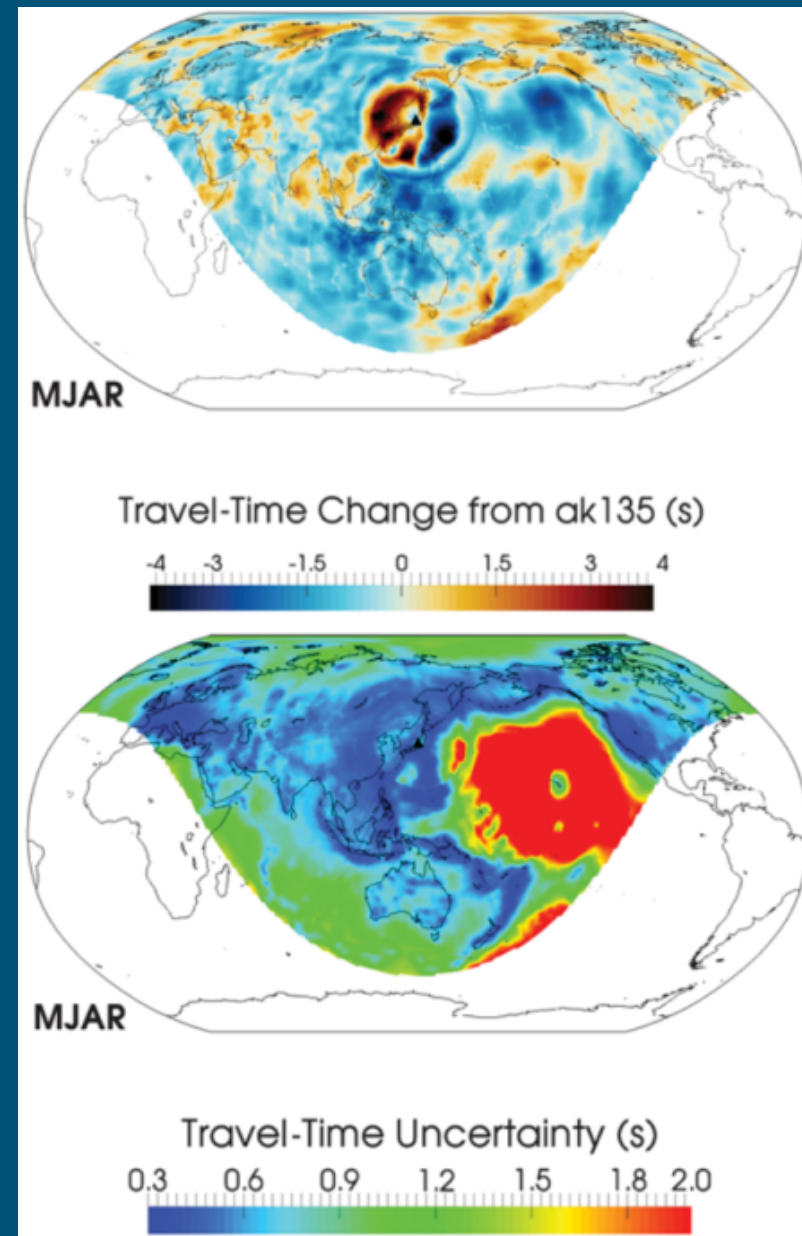 MJAR
Travel-Time Change from ak135 (s)
-4 -3 -1.5 0 1.5 3 4
MJAR
Travel-Time Uncertainty (s)
0.3 0.6 0.9 1.2 1.5 1.8 2.0